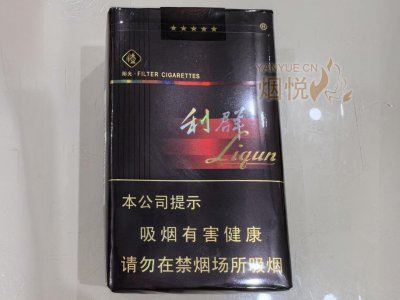 ★★★★★ ®
YANYUE.CN
烟悦
阳光·FILTER CIGARETTES
利群
Liqun
本公司提示
吸烟有害健康
请勿在禁烟场所吸烟